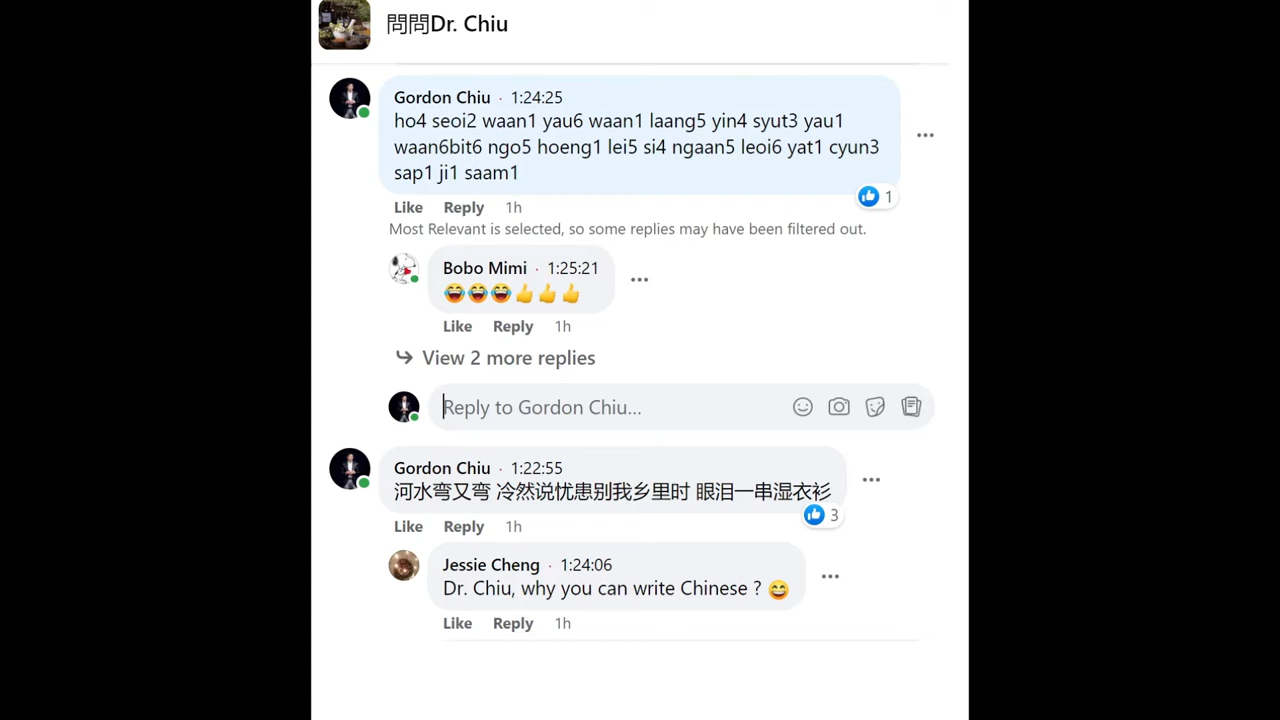 問問Dr. Chiu
Gordon Chiu · 1:24:25
ho4 seoi2 waan1 yau6 waan1 laang5 yin4 syut3 yau1
waan6bit6 ngo5 hoeng1 lei5 si4 ngaan5 leoi6 yat1 cyun3
sap1 ji1 saam1
1
Like Reply 1h
Most Relevant is selected, so some replies may have been filtered out.
Bobo Mimi · 1:25:21
😂😂😂👍👍👍
Like Reply 1h
View 2 more replies
Reply to Gordon Chiu...
Gordon Chiu · 1:22:55
河水弯又弯 冷然说忧患别我乡里时 眼泪一串湿衣衫
3
Like Reply 1h
Jessie Cheng · 1:24:06
Dr. Chiu, why you can write Chinese ? 😄
Like Reply 1h